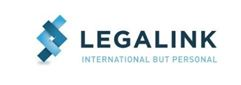 LEGALINK
INTERNATIONAL BUT PERSONAL